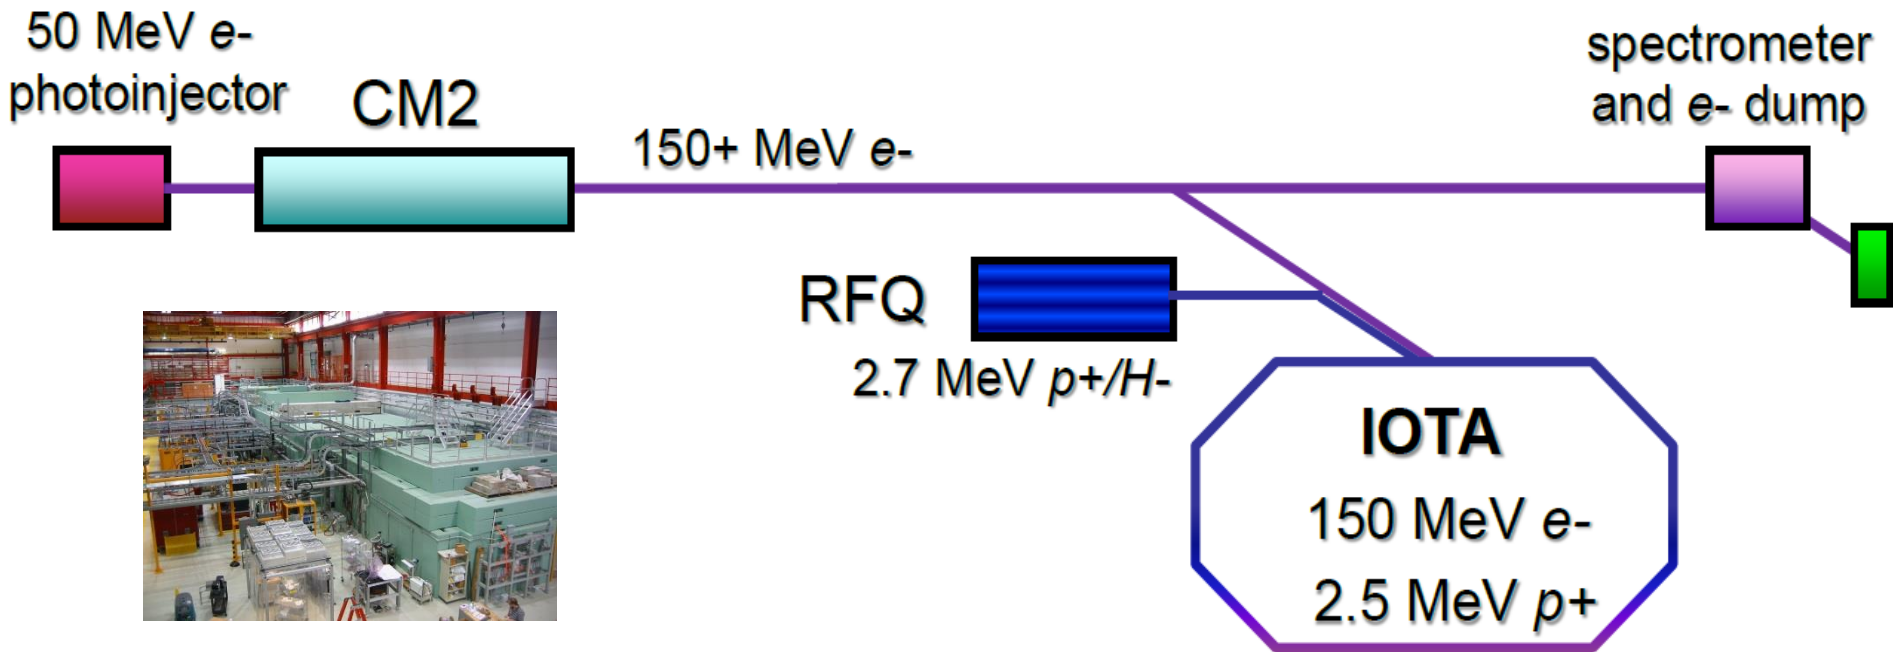 50 MeV e-
photoinjector
CM2
150+ MeV e-
spectrometer
and e- dump
RFQ
2.7 MeV p+/H-
IOTA
150 MeV e-
2.5 MeV p+